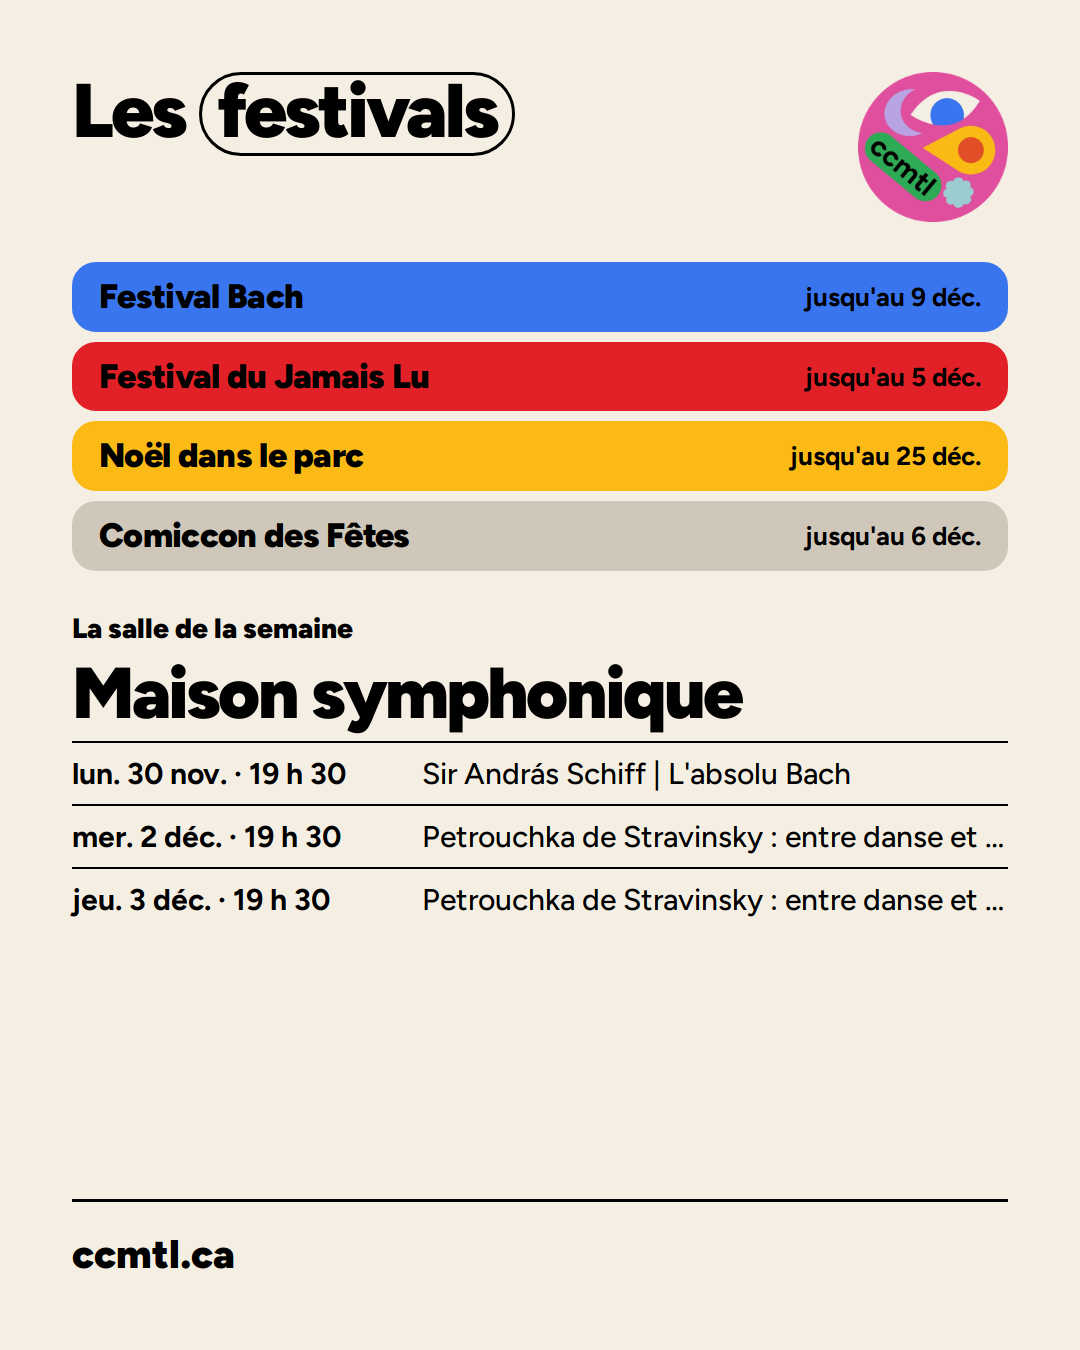 Les festivals
ccmtl
Festival Bach jusqu'au 9 déc.
Festival du Jamais Lu jusqu'au 5 déc.
Noël dans le parc jusqu'au 25 déc.
Comiccon des Fêtes jusqu'au 6 déc.
La salle de la semaine
Maison symphonique
lun. 30 nov. · 19 h 30 Sir András Schiff | L'absolu Bach
mer. 2 déc. · 19 h 30 Petrouchka de Stravinsky : entre danse et ...
jeu. 3 déc. · 19 h 30 Petrouchka de Stravinsky : entre danse et ...
ccmtl.ca